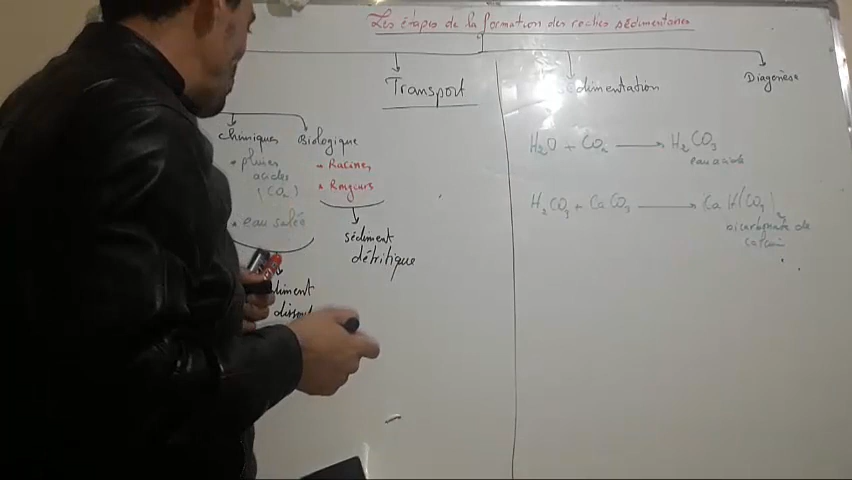 Les étapes de la formation des roches sédimentaires
Transport
sédimentation
Diagenèse
chimiques
Biologique
• pluies
acides
(CO₂)
• eau salée
• Racines
• Rongeurs
sédiment
détritique
diment
dissout
H₂O + CO₂ → H₂CO₃
eau acide
H₂CO₃ + CaCO₃ → Ca H(CO₃)₂
bicarbonate de
calcium